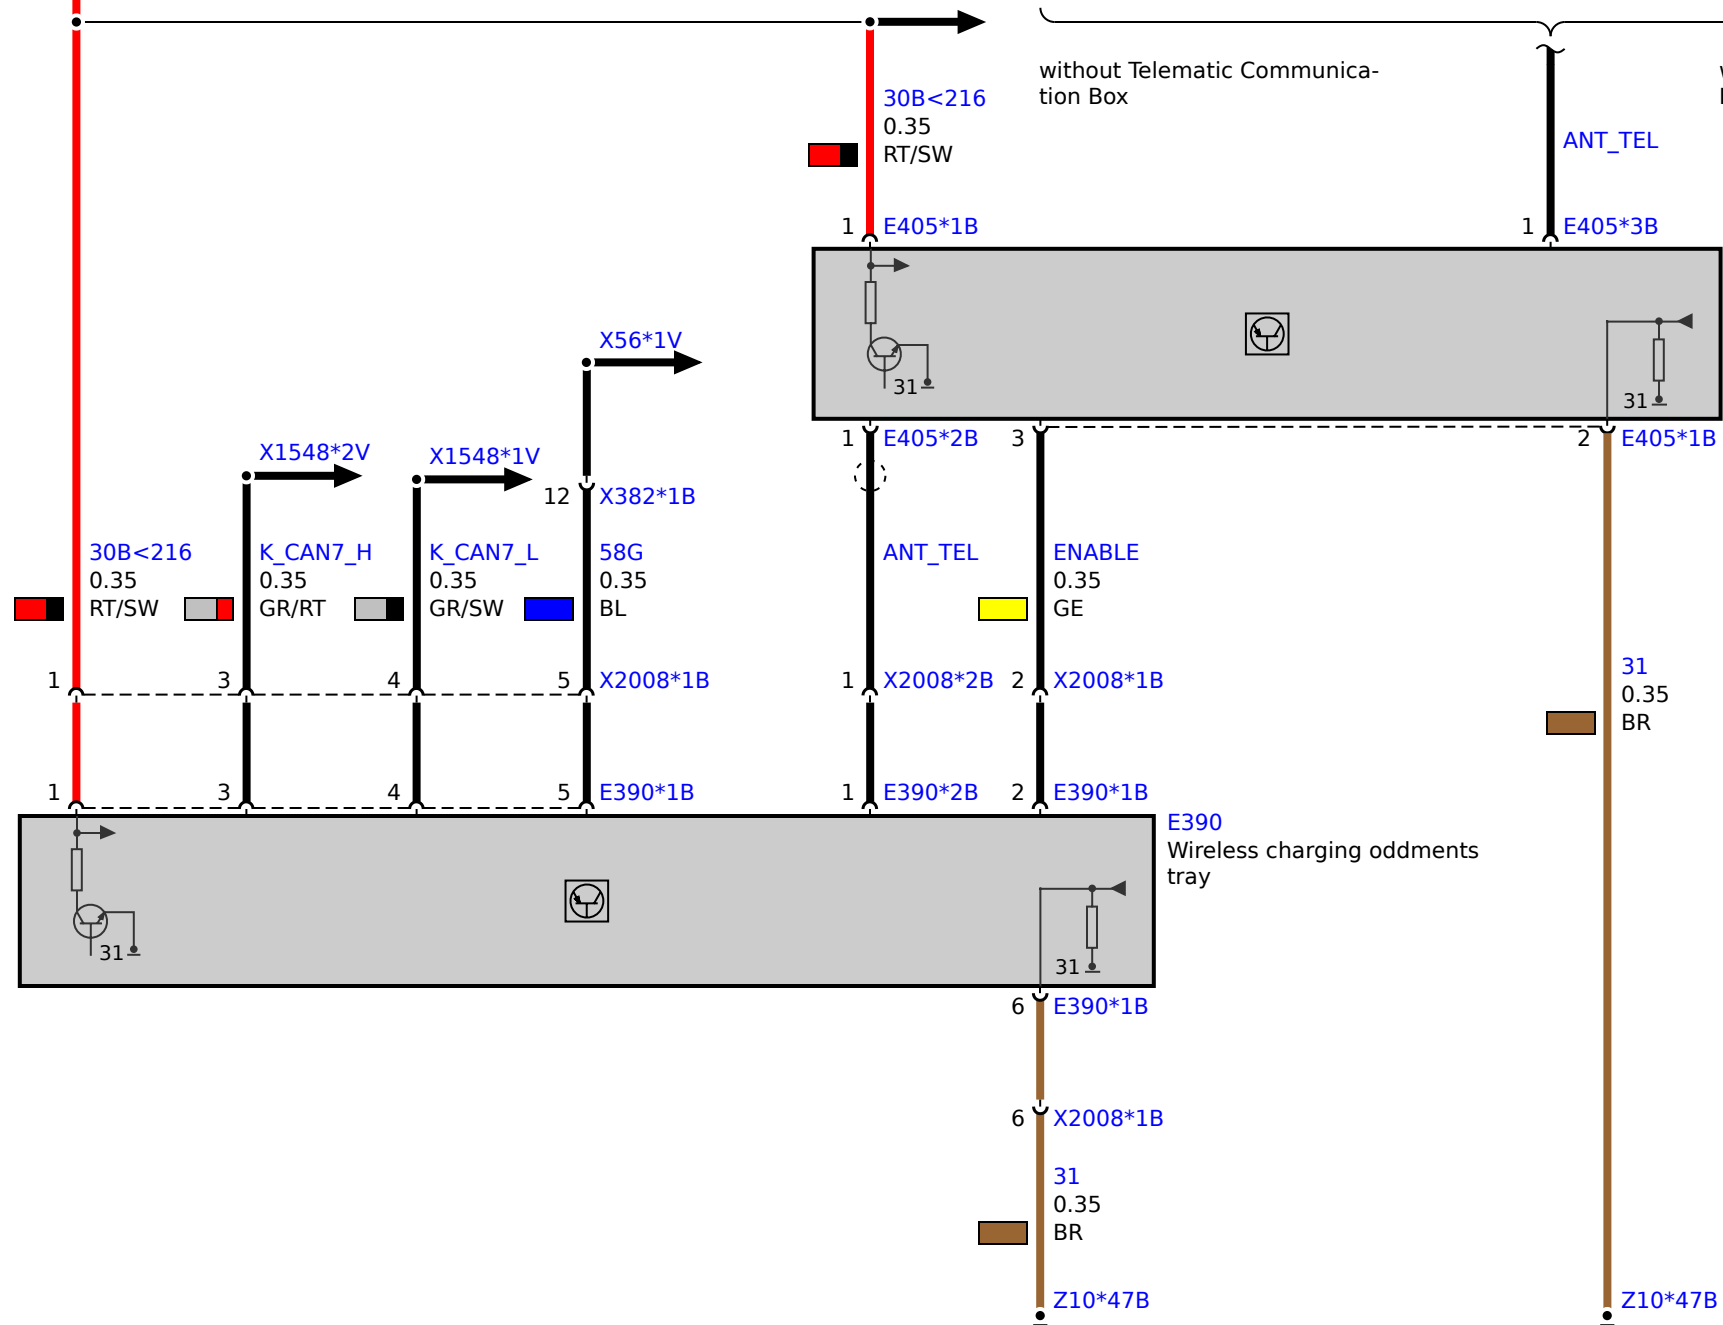 without Telematic Communica-
tion Box
30B<216
0.35
RT/SW
ANT_TEL
1 E405*1B
1 E405*3B
31
31
X56*1V
X1548*2V
X1548*1V
12 X382*1B
1 E405*2B
3
2 E405*1B
30B<216
0.35
RT/SW
K_CAN7_H
0.35
GR/RT
K_CAN7_L
0.35
GR/SW
58G
0.35
BL
ANT_TEL
ENABLE
0.35
GE
1 3 4 5 X2008*1B
1 X2008*2B
2 X2008*1B
31
0.35
BR
1 3 4 5 E390*1B
1 E390*2B
2 E390*1B
E390
Wireless charging oddments
tray
31
31
6 E390*1B
6 X2008*1B
31
0.35
BR
Z10*47B
Z10*47B